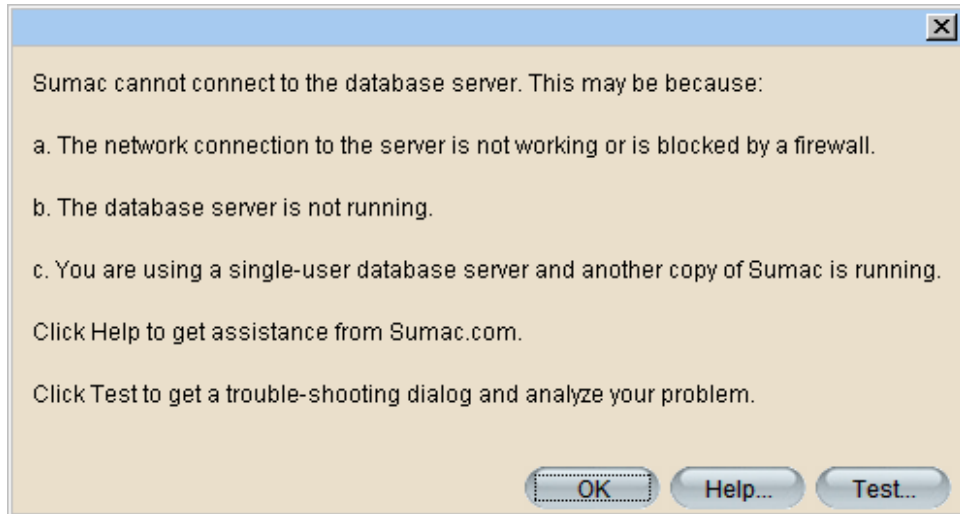 Sumac cannot connect to the database server. This may be because:
a. The network connection to the server is not working or is blocked by a firewall.
b. The database server is not running.
c. You are using a single-user database server and another copy of Sumac is running.
Click Help to get assistance from Sumac.com.
Click Test to get a trouble-shooting dialog and analyze your problem.
OK Help... Test...